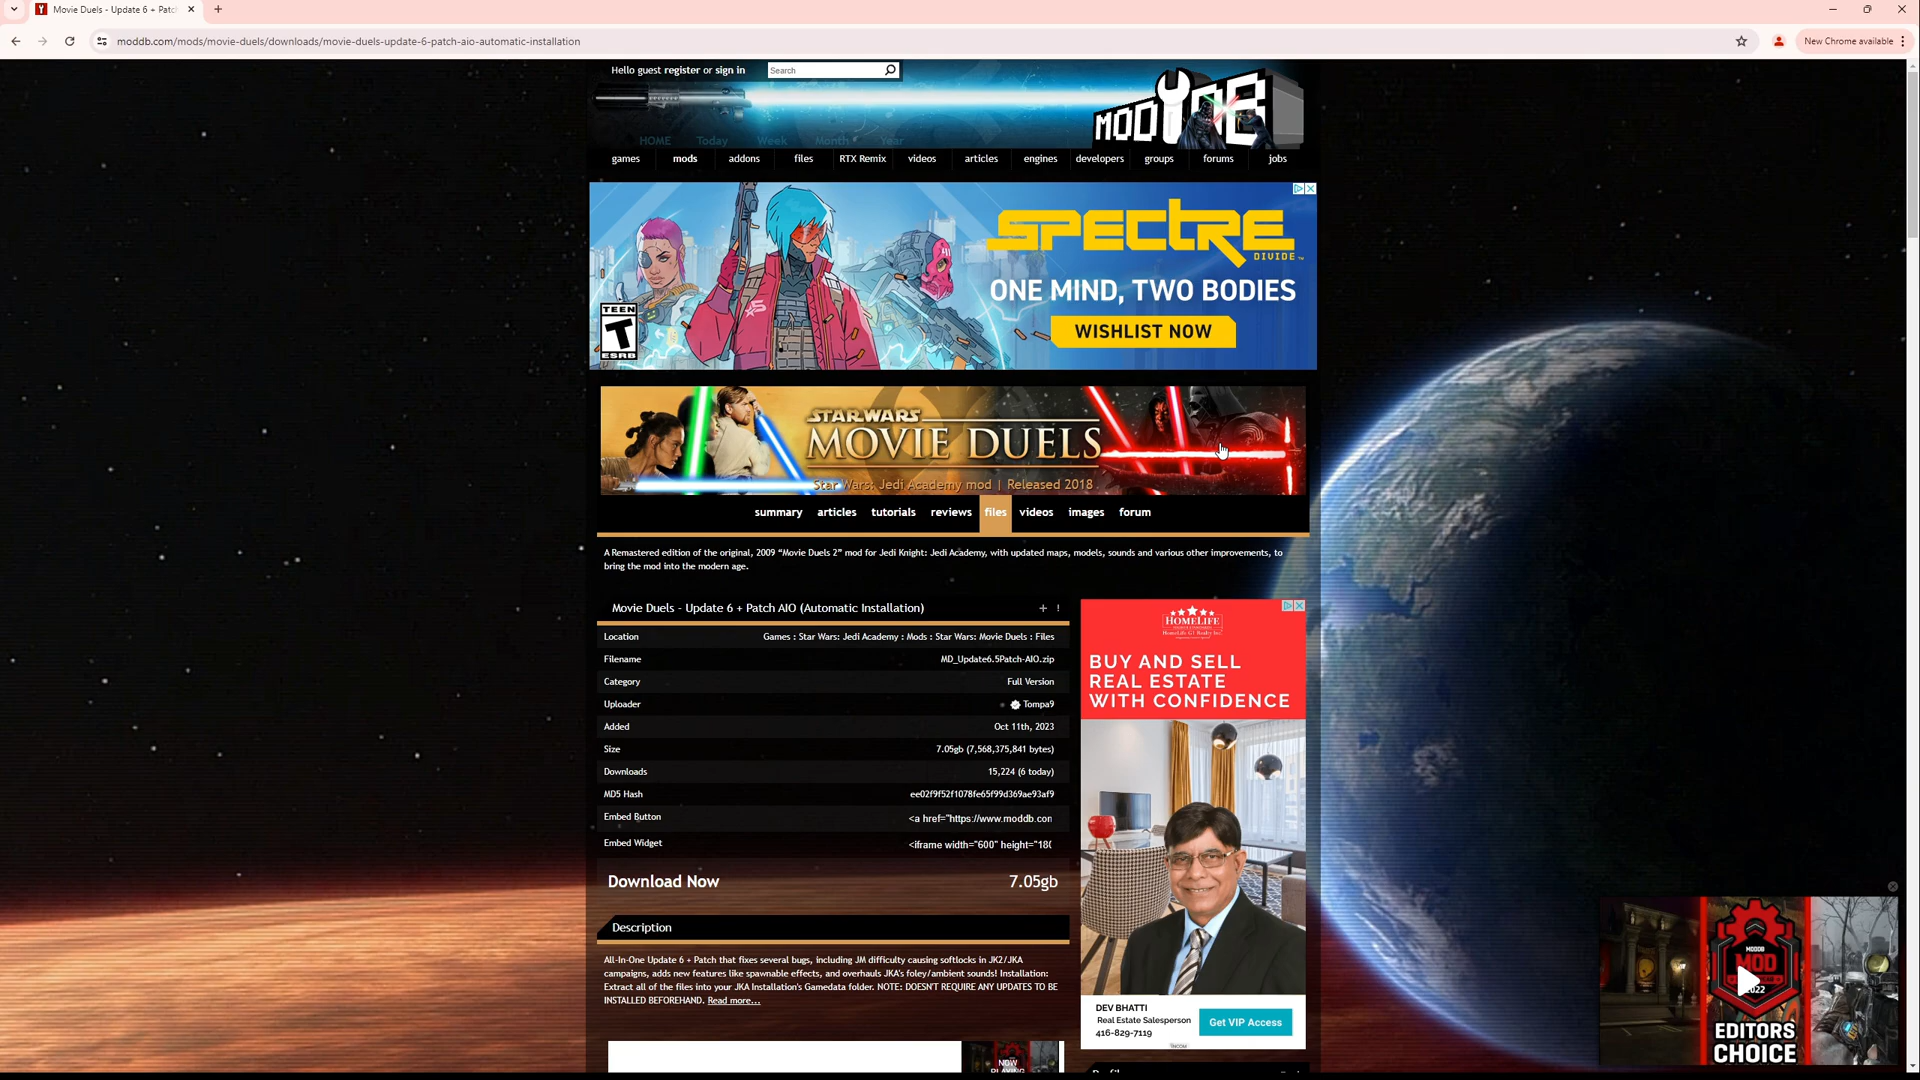 Movie Duels - Update 6 + Patc
moddb.com/mods/movie-duels/downloads/movie-duels-update-6-patch-aio-automatic-installation
New Chrome available
Hello guest register or sign in
Search
MOD DB
HOME Today Week Month Year
games mods addons files RTX Remix videos articles engines developers groups forums jobs
SPECTRE
DIVIDE
ONE MIND, TWO BODIES
WISHLIST NOW
TEEN
T
ESRB
STAR WARS
MOVIE DUELS
Star Wars: Jedi Academy mod | Released 2018
summary articles tutorials reviews files videos images forum
A Remastered edition of the original, 2009 “Movie Duels 2” mod for Jedi Knight: Jedi Academy, with updated maps, models, sounds and various other improvements, to
bring the mod into the modern age.
Movie Duels - Update 6 + Patch AIO (Automatic Installation) + !
Location Games : Star Wars: Jedi Academy : Mods : Star Wars: Movie Duels : Files
Filename MD_Update6.5Patch-AIO.zip
Category Full Version
Uploader Tompa9
Added Oct 11th, 2023
Size 7.05gb (7,568,375,841 bytes)
Downloads 15,224 (6 today)
MD5 Hash ee02f9f52f1078fe65f99d369ae93af9
Embed Button <a href="https://www.moddb.con
Embed Widget <iframe width="600" height="180
Download Now 7.05gb
Description
All-In-One Update 6 + Patch that fixes several bugs, including JM difficulty causing softlocks in JK2/JKA
campaigns, adds new features like spawnable effects, and overhauls JKA's foley/ambient sounds! Installation:
Extract all of the files into your JKA Installation's Gamedata folder. NOTE: DOESN'T REQUIRE ANY UPDATES TO BE
INSTALLED BEFOREHAND. Read more...
HOMELIFE
HomeLife G1 Realty Inc.
BUY AND SELL
REAL ESTATE
WITH CONFIDENCE
DEV BHATTI
Real Estate Salesperson
416-829-7119
Get VIP Access
NOW
PLAYING
MODDB
MOD
2022
EDITORS
CHOICE